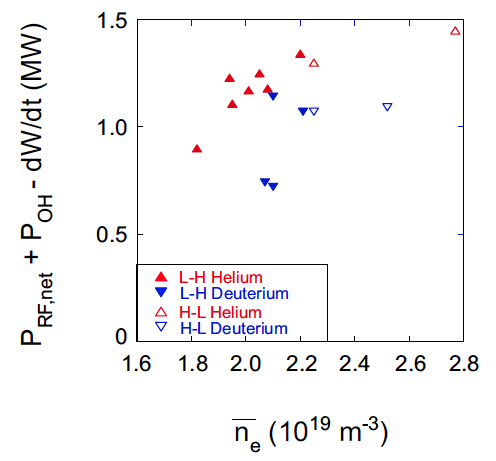 P_RF,net + P_OH - dW/dt (MW)
1.5
1.0
0.5
0
L-H Helium
L-H Deuterium
H-L Helium
H-L Deuterium
1.6 1.8 2.0 2.2 2.4 2.6 2.8
n̅_e (10^19 m^-3)